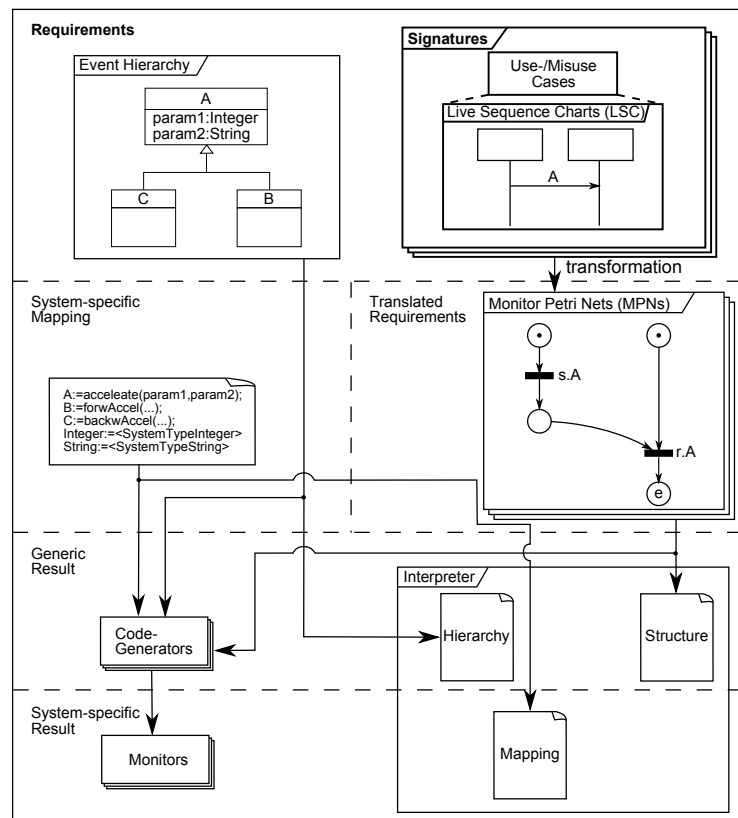 Requirements
Event Hierarchy
A
param1:Integer
param2:String
C
B
Signatures
Use-/Misuse
Cases
Live Sequence Charts (LSC)
A
transformation
System-specific
Mapping
A:=acceleate(param1,param2);
B:=forwAccel(...);
C:=backwAccel(...);
Integer:=<SystemTypeInteger>
String:=<SystemTypeString>
Translated
Requirements
Monitor Petri Nets (MPNs)
s.A
r.A
e
Generic
Result
Code-
Generators
Interpreter
Hierarchy
Structure
System-specific
Result
Monitors
Mapping